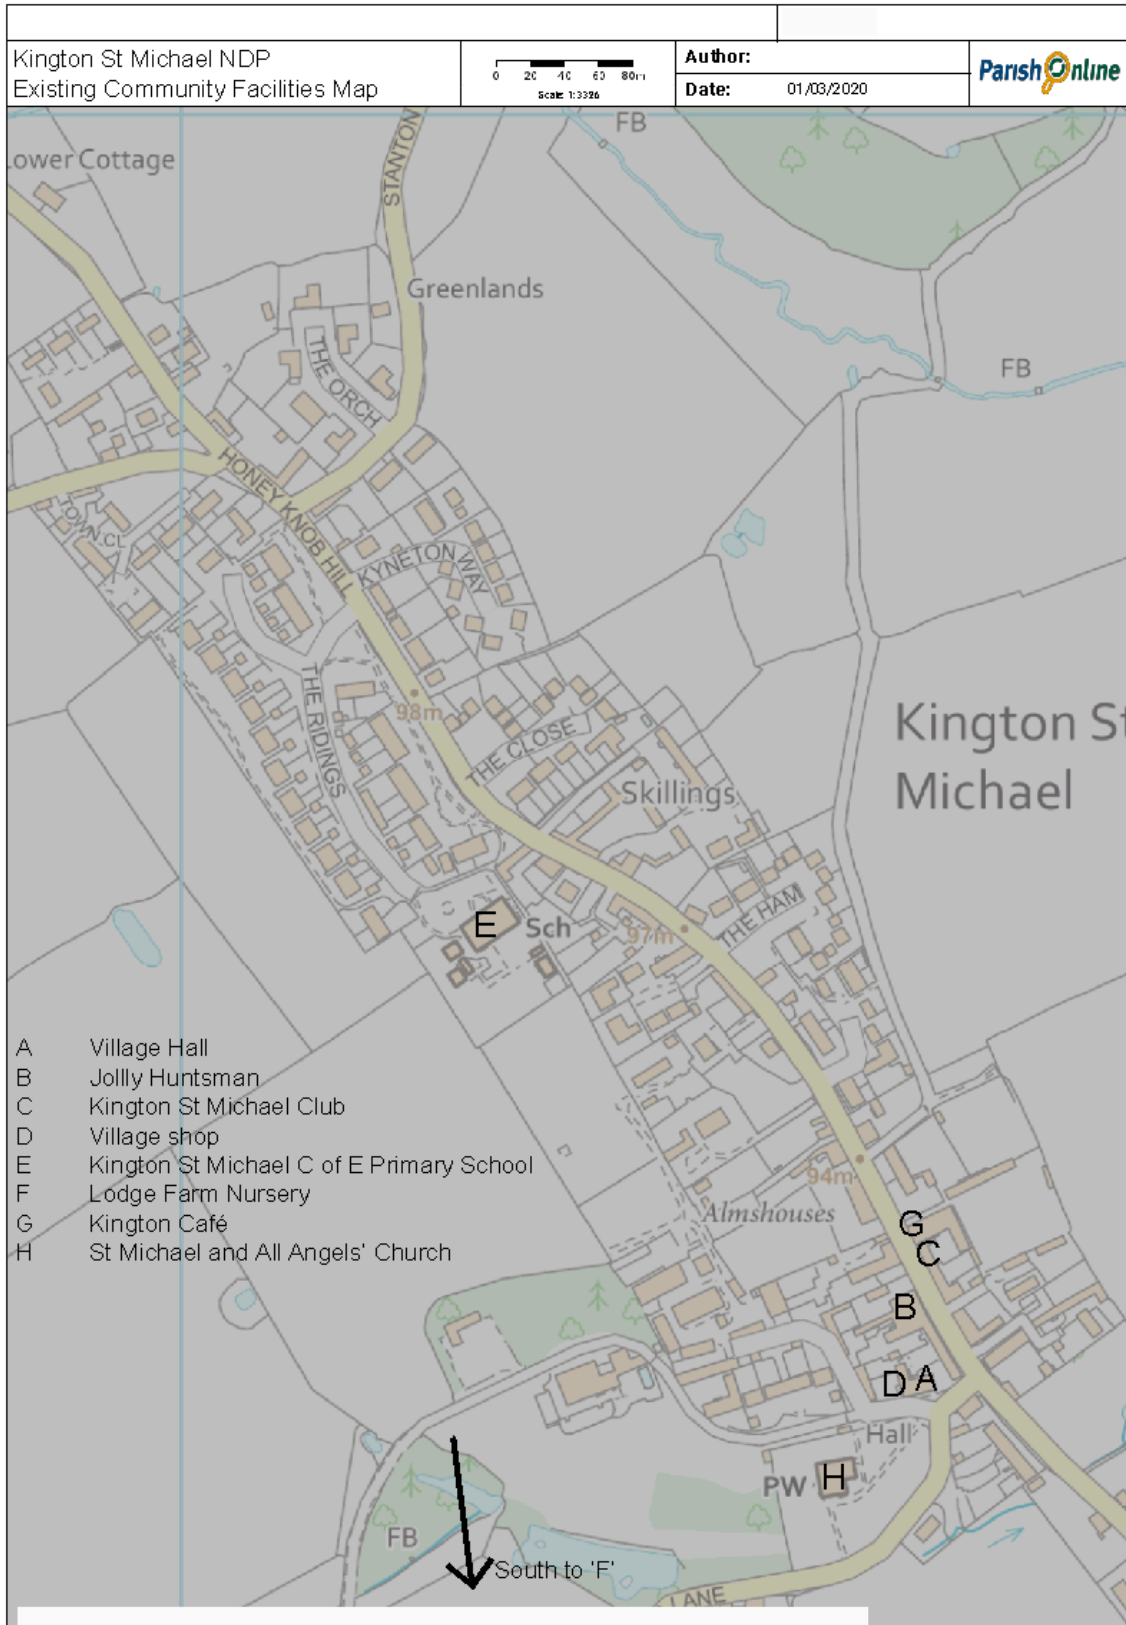 Kington St Michael NDP
Existing Community Facilities Map
0 20 40 60 80m
Scale 1:3326
Author:
Date: 01/03/2020
Parish Online
FB
Lower Cottage
STANTON
Greenlands
THE ORCH
FB
HONEY KNOB HILL
TOWN CL
KYNETON WAY
THE RIDINGS
98m
THE CLOSE
Kington St
Michael
Skillings
E
Sch
97m
THE HAM
A Village Hall
B Jollly Huntsman
C Kington St Michael Club
D Village shop
E Kington St Michael C of E Primary School
F Lodge Farm Nursery
G Kington Café
H St Michael and All Angels' Church
94m
Almshouses
G
C
B
D A
Hall
PW H
FB
South to 'F'
LANE